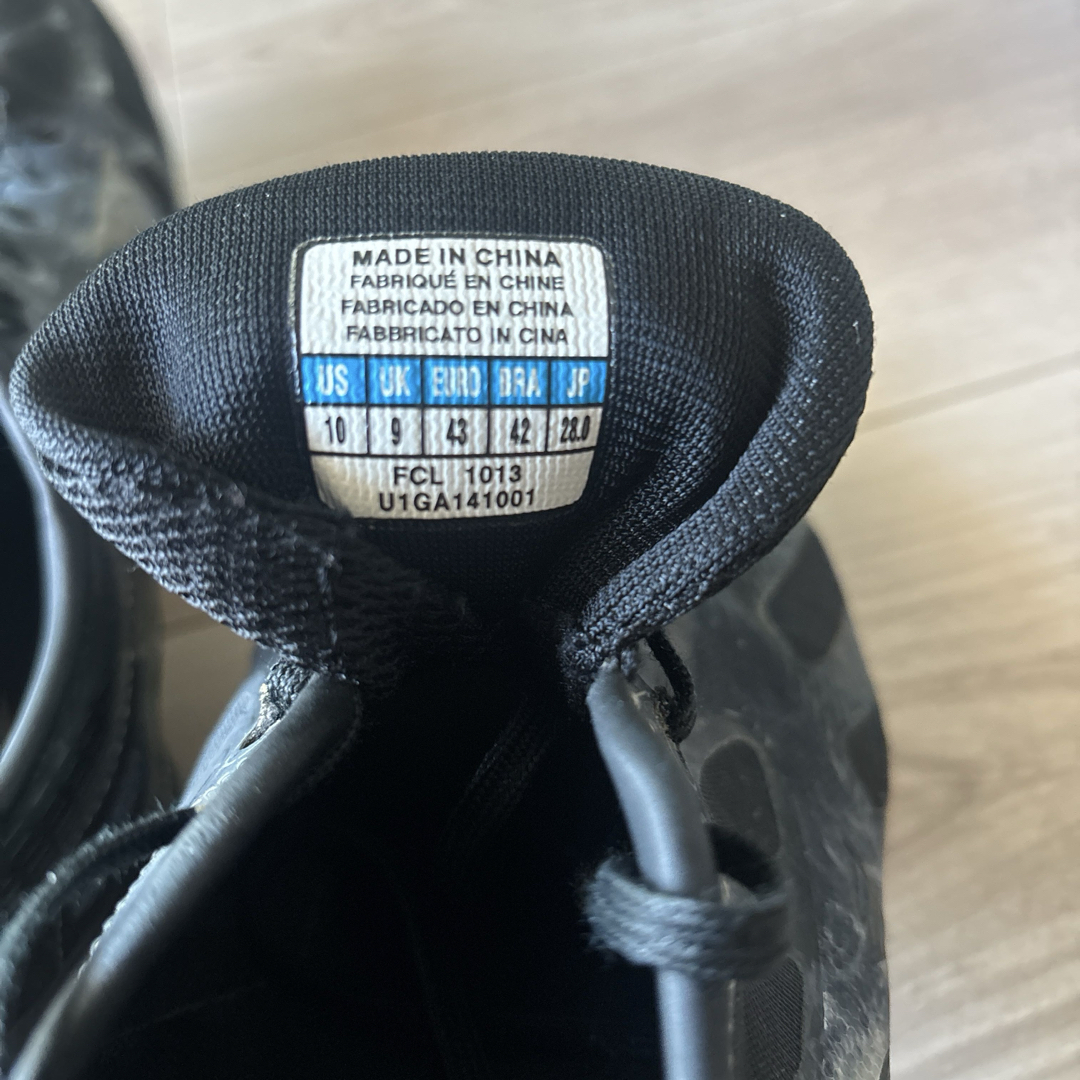 MADE IN CHINA
FABRIQUÉ EN CHINE
FABRICADO EN CHINA
FABBRICATO IN CINA
US UK EURO BRA JP
10 9 43 42 28.0
FCL 1013
U1GA141001